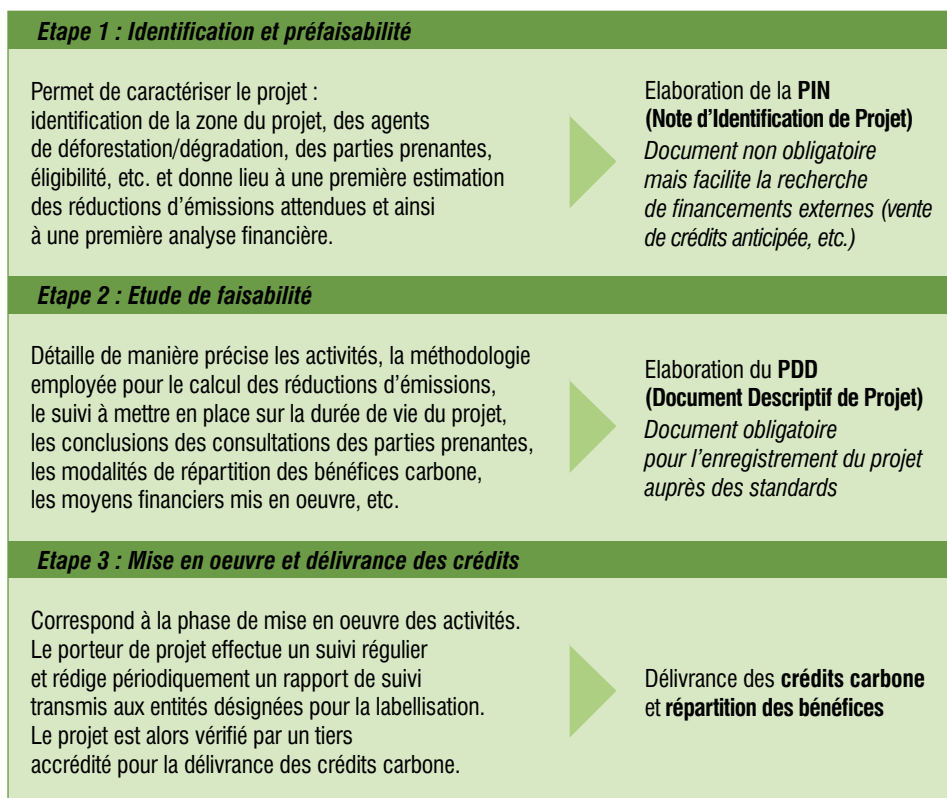 Etape 1 : Identification et préfaisabilité
Permet de caractériser le projet :
identification de la zone du projet, des agents
de déforestation/dégradation, des parties prenantes,
éligibilité, etc. et donne lieu à une première estimation
des réductions d'émissions attendues et ainsi
à une première analyse financière.
Elaboration de la PIN
(Note d'Identification de Projet)
Document non obligatoire
mais facilite la recherche
de financements externes (vente
de crédits anticipée, etc.)
Etape 2 : Etude de faisabilité
Détaille de manière précise les activités, la méthodologie
employée pour le calcul des réductions d'émissions,
le suivi à mettre en place sur la durée de vie du projet,
les conclusions des consultations des parties prenantes,
les modalités de répartition des bénéfices carbone,
les moyens financiers mis en oeuvre, etc.
Elaboration du PDD
(Document Descriptif de Projet)
Document obligatoire
pour l'enregistrement du projet
auprès des standards
Etape 3 : Mise en oeuvre et délivrance des crédits
Correspond à la phase de mise en oeuvre des activités.
Le porteur de projet effectue un suivi régulier
et rédige périodiquement un rapport de suivi
transmis aux entités désignées pour la labellisation.
Le projet est alors vérifié par un tiers
accrédité pour la délivrance des crédits carbone.
Délivrance des crédits carbone
et répartition des bénéfices